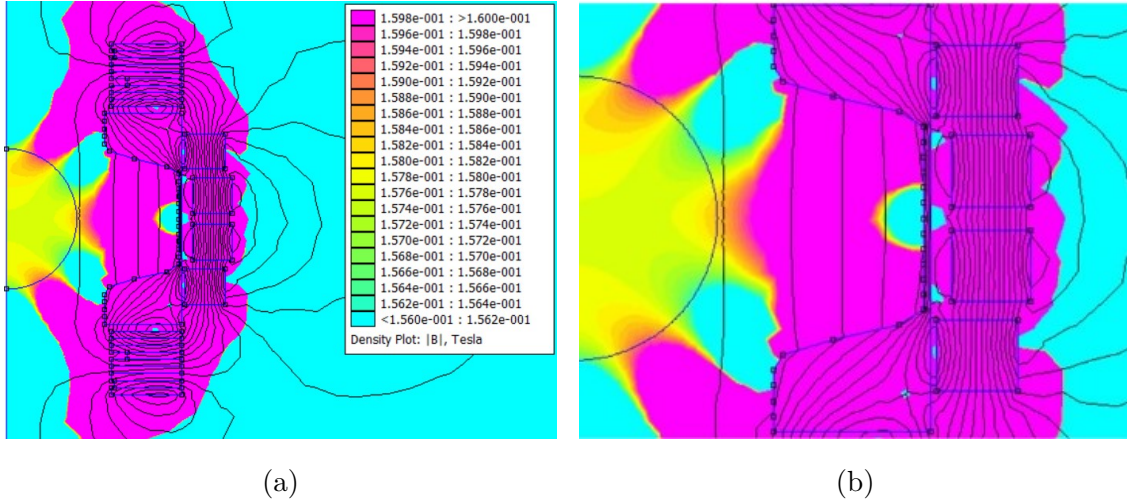 1.598e-001 : >1.600e-001
1.596e-001 : 1.598e-001
1.594e-001 : 1.596e-001
1.592e-001 : 1.594e-001
1.590e-001 : 1.592e-001
1.588e-001 : 1.590e-001
1.586e-001 : 1.588e-001
1.584e-001 : 1.586e-001
1.582e-001 : 1.584e-001
1.580e-001 : 1.582e-001
1.578e-001 : 1.580e-001
1.576e-001 : 1.578e-001
1.574e-001 : 1.576e-001
1.572e-001 : 1.574e-001
1.570e-001 : 1.572e-001
1.568e-001 : 1.570e-001
1.566e-001 : 1.568e-001
1.564e-001 : 1.566e-001
1.562e-001 : 1.564e-001
<1.560e-001 : 1.562e-001
Density Plot: |B|, Tesla
(a)
(b)